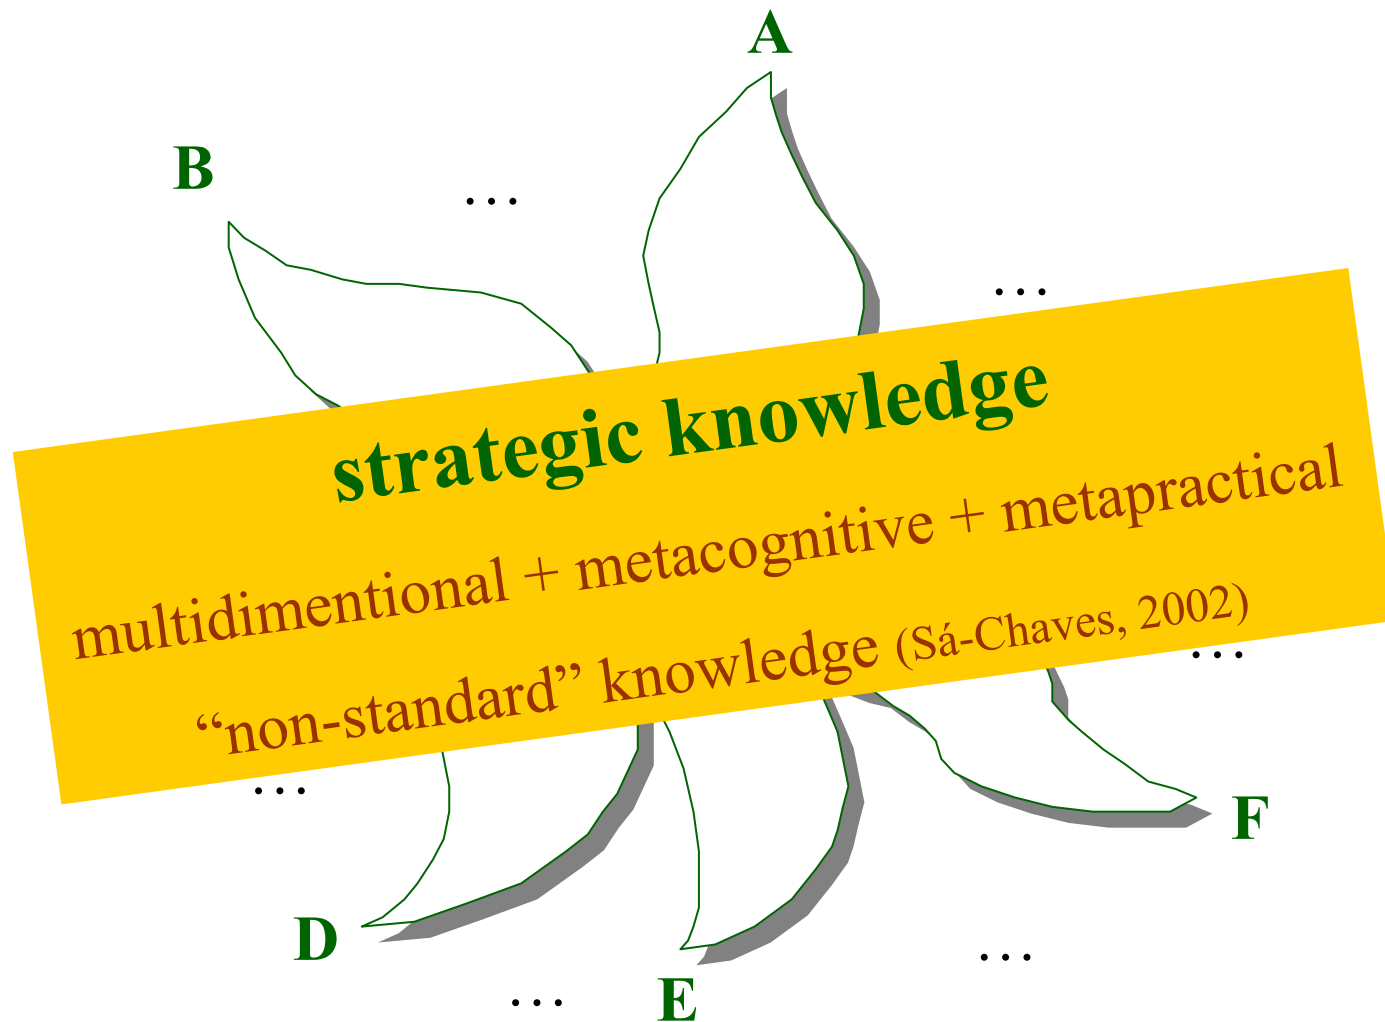 A
B
…
…
strategic knowledge
multidimentional + metacognitive + metapractical
“non-standard” knowledge (Sá-Chaves, 2002)
…
…
F
D
…
E
…